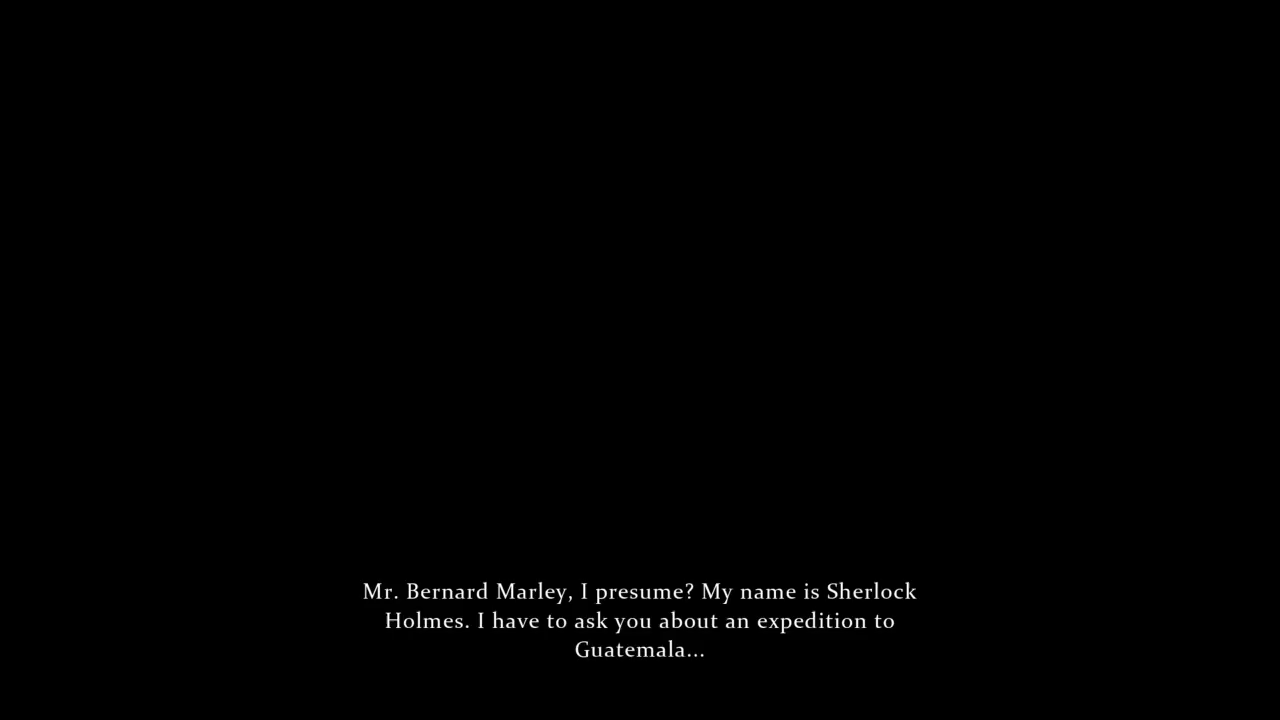 Mr. Bernard Marley, I presume? My name is Sherlock
Holmes. I have to ask you about an expedition to
Guatemala...